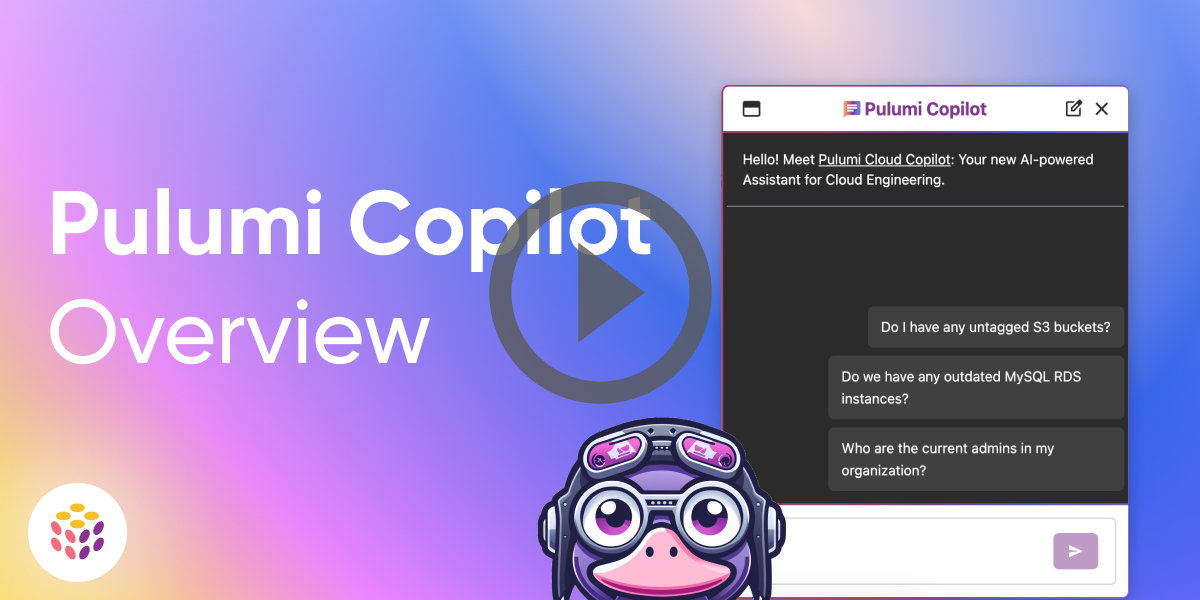 Pulumi Copilot
Overview
Pulumi Copilot
Hello! Meet Pulumi Cloud Copilot: Your new AI-powered
Assistant for Cloud Engineering.
Do I have any untagged S3 buckets?
Do we have any outdated MySQL RDS
instances?
Who are the current admins in my
organization?